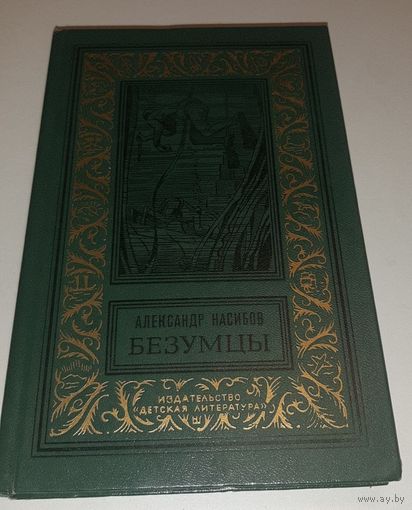 АЛЕКСАНДР НАСИБОВ
БЕЗУМЦЫ
ИЗДАТЕЛЬСТВО
«ДЕТСКАЯ ЛИТЕРАТУРА»
www.ay.by